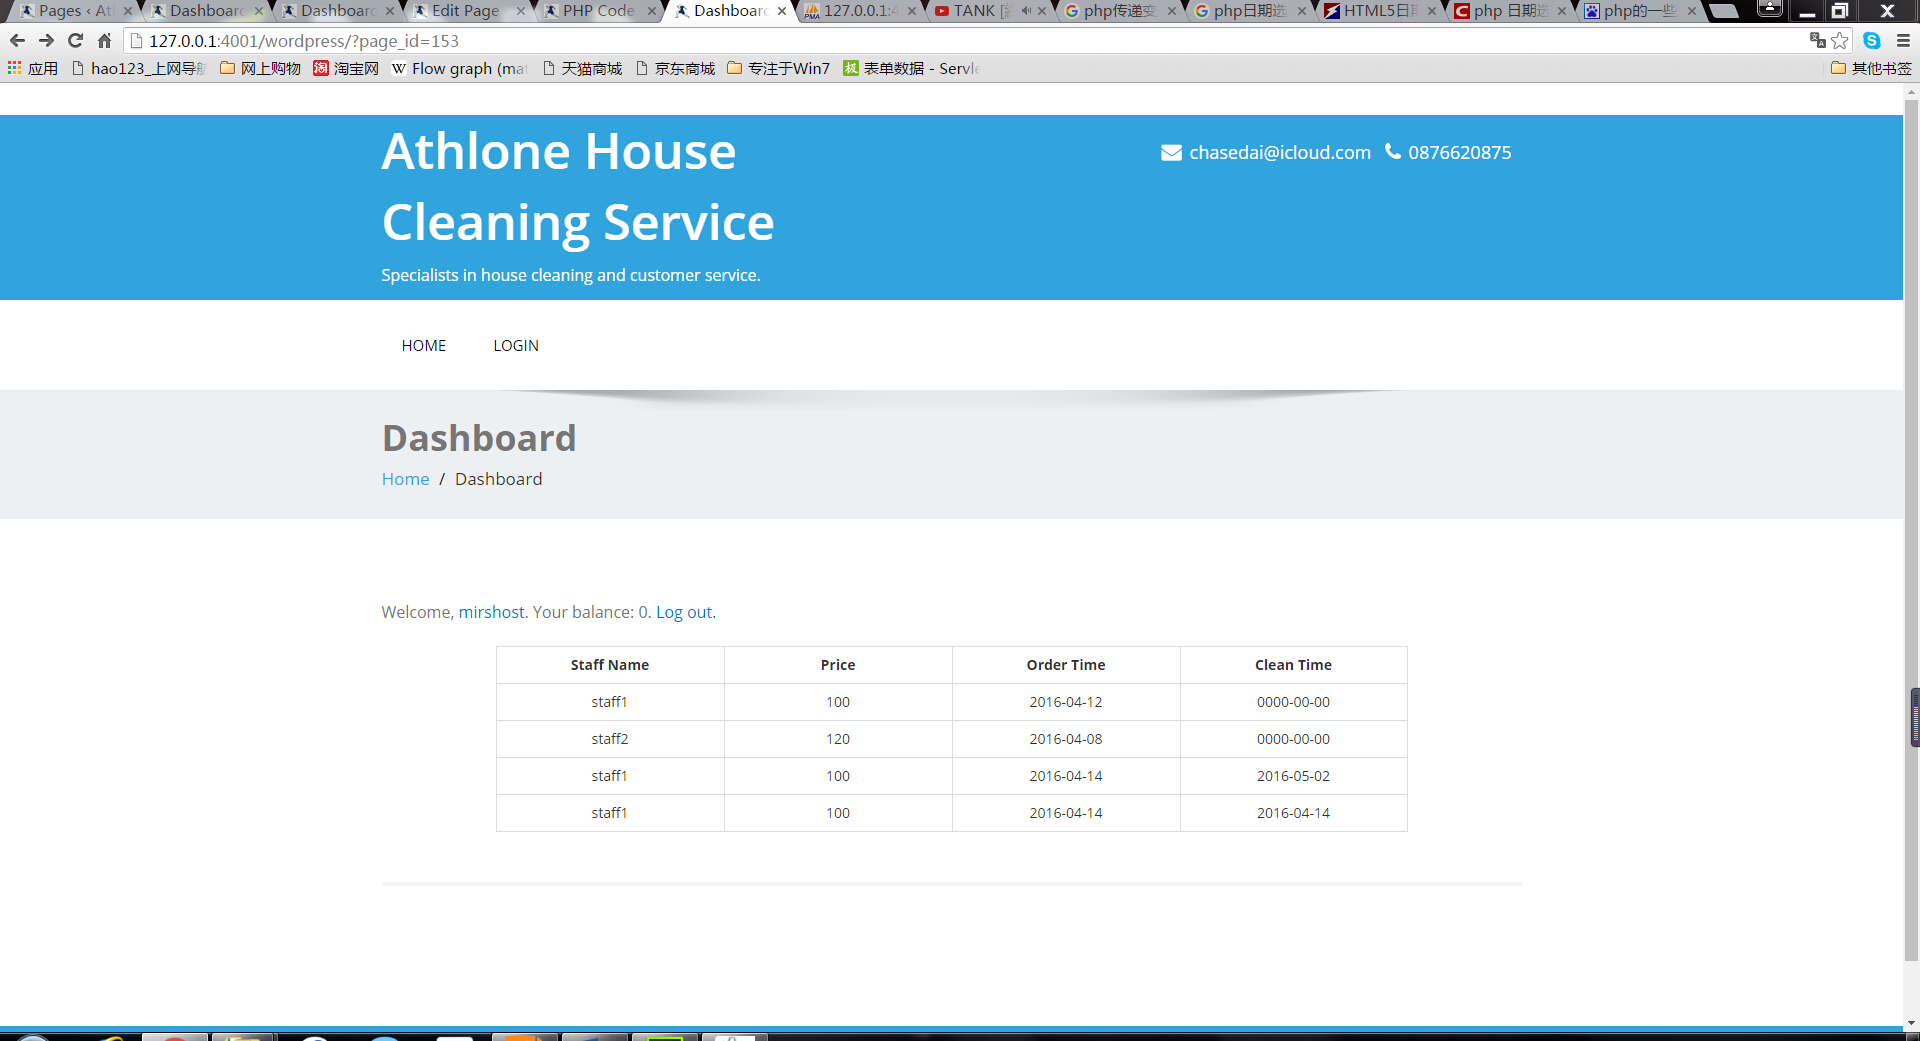 Pages ‹ At
Dashboard
Dashboard
Edit Page
PHP Code
Dashboard
127.0.0.1:4
TANK
php传递变
php日期选
HTML5日期
php 日期选
php的一些
127.0.0.1:4001/wordpress/?page_id=153
应用 hao123_上网导航 网上购物 淘宝网 Flow graph (mat 天猫商城 京东商城 专注于Win7 表单数据 - Servle 其他书签
Athlone House
Cleaning Service
chasedai@icloud.com 0876620875
Specialists in house cleaning and customer service.
HOME LOGIN
Dashboard
Home / Dashboard
Welcome, mirshost. Your balance: 0. Log out.
Staff Name Price Order Time Clean Time
staff1 100 2016-04-12 0000-00-00
staff2 120 2016-04-08 0000-00-00
staff1 100 2016-04-14 2016-05-02
staff1 100 2016-04-14 2016-04-14